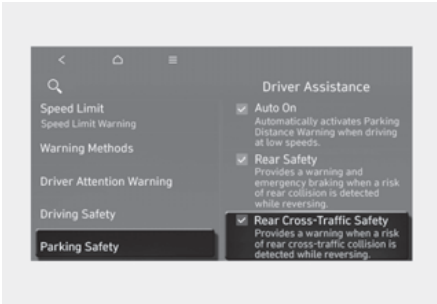 Driver Assistance
Speed Limit
Speed Limit Warning
Warning Methods
Driver Attention Warning
Driving Safety
Parking Safety
Auto On
Automatically activates Parking
Distance Warning when driving
at low speeds.
Rear Safety
Provides a warning and
emergency braking when a risk
of rear collision is detected
while reversing.
Rear Cross-Traffic Safety
Provides a warning when a risk
of rear cross-traffic collision is
detected while reversing.